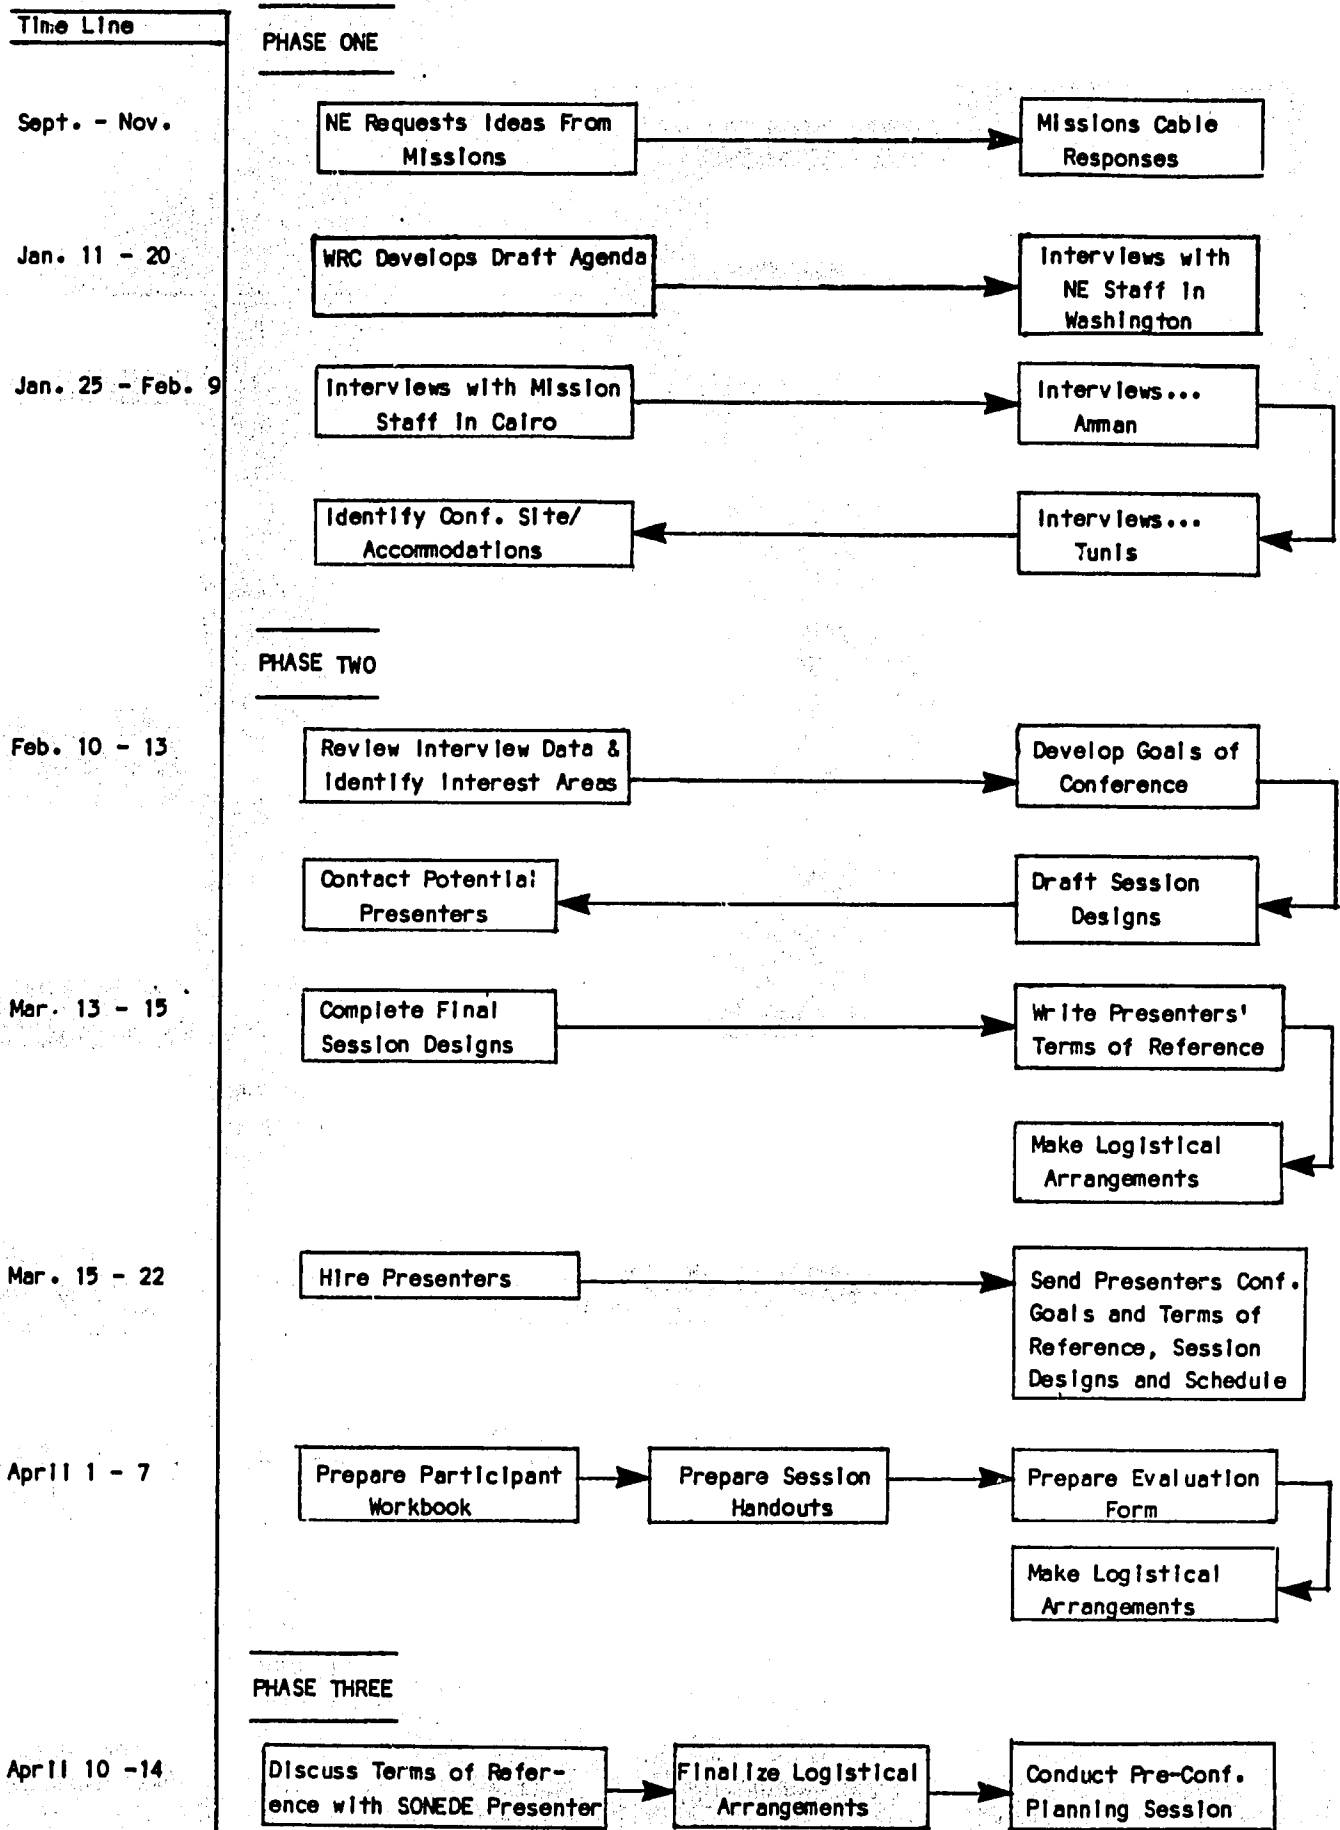 Time Line
PHASE ONE
Sept. - Nov.
NE Requests Ideas From
Missions
Missions Cable
Responses
Jan. 11 - 20
WRC Develops Draft Agenda
Interviews with
NE Staff in
Washington
Jan. 25 - Feb. 9
Interviews with Mission
Staff in Cairo
Interviews...
Amman
Identify Conf. Site/
Accommodations
Interviews...
Tunis
PHASE TWO
Feb. 10 - 13
Review Interview Data &
Identify Interest Areas
Develop Goals of
Conference
Contact Potential
Presenters
Draft Session
Designs
Mar. 13 - 15
Complete Final
Session Designs
Write Presenters'
Terms of Reference
Make Logistical
Arrangements
Mar. 15 - 22
Hire Presenters
Send Presenters Conf.
Goals and Terms of
Reference, Session
Designs and Schedule
April 1 - 7
Prepare Participant
Workbook
Prepare Session
Handouts
Prepare Evaluation
Form
Make Logistical
Arrangements
PHASE THREE
April 10 -14
Discuss Terms of Refer-
ence with SONEDE Presenter
Finalize Logistical
Arrangements
Conduct Pre-Conf.
Planning Session